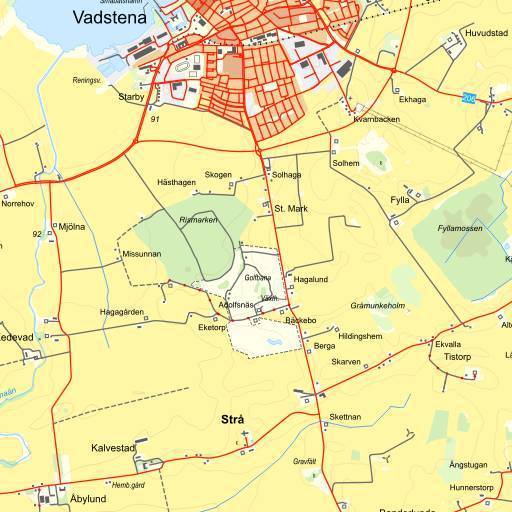 Småbåtshamn
Vadstena
Huvudstad
Reningsv.
Starby
Ekhaga
206
91
Kvarnbacken
Solhem
Skogen
Solhaga
Hästhagen
Fylla
Norrehov
St. Mark
Rismarken
92
Mjölna
Fyllamossen
Missunnan
Golfbana
Hagalund
Växth.
Adolfsnäs
Gråmunkeholm
Hagagården
Eketorp
Bäckebo
Hildingshem
Berga
Ekvalla
Tistorp
Skarven
Strå
Skettnan
Kalvestad
Gravfält
Ångstugan
Hunnerstorp
Hemb.gård
Åbylund